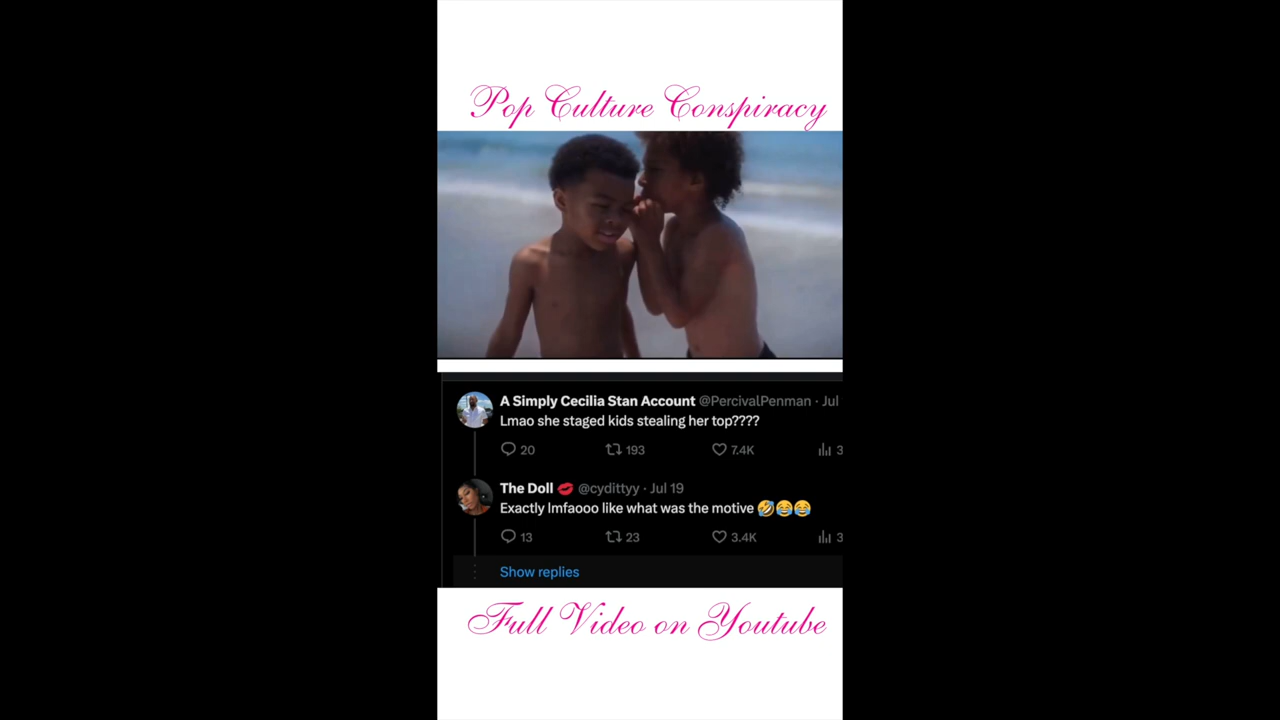 Pop Culture Conspiracy
A Simply Cecilia Stan Account @PercivalPenman · Jul
Lmao she staged kids stealing her top????
20 193 7.4K 3
The Doll 💋 @cydittyy · Jul 19
Exactly lmfaooo like what was the motive 🤣😂😂
13 23 3.4K 3
Show replies
Full Video on Youtube